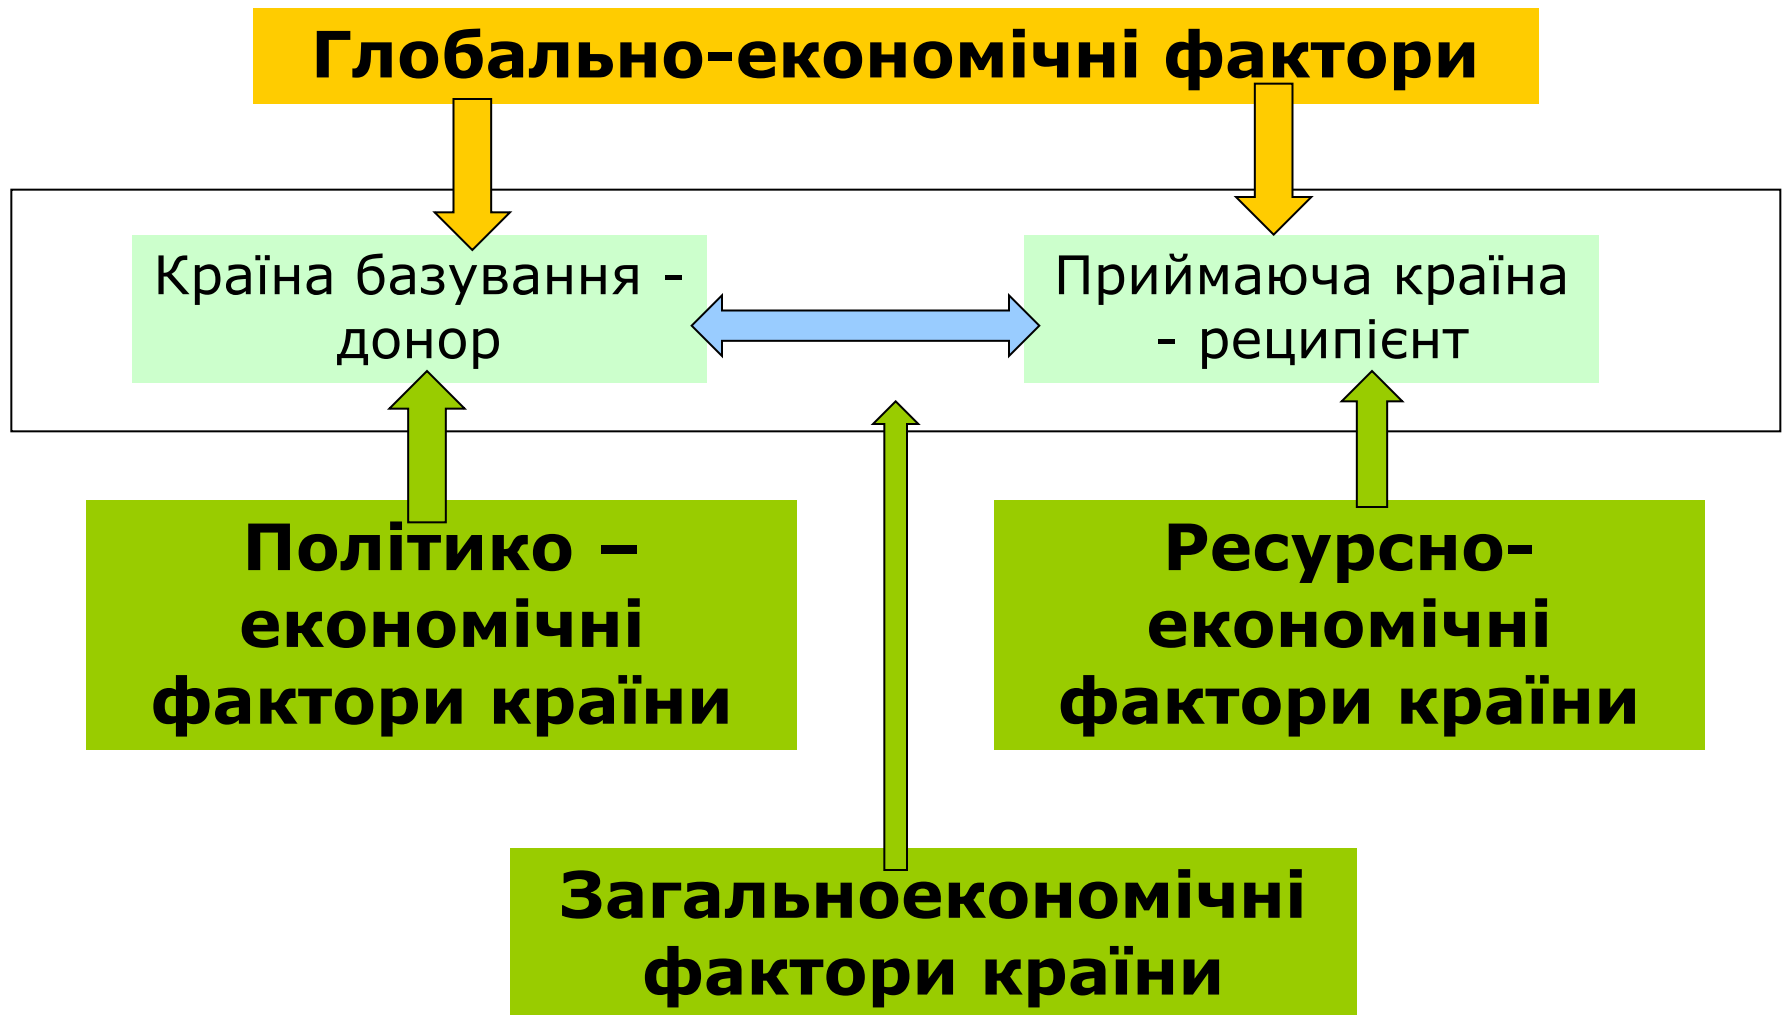 Глобально-економічні фактори
Країна базування -
донор
Приймаюча країна
- реципієнт
Політико –
економічні
фактори країни
Ресурсно-
економічні
фактори країни
Загальноекономічні
фактори країни